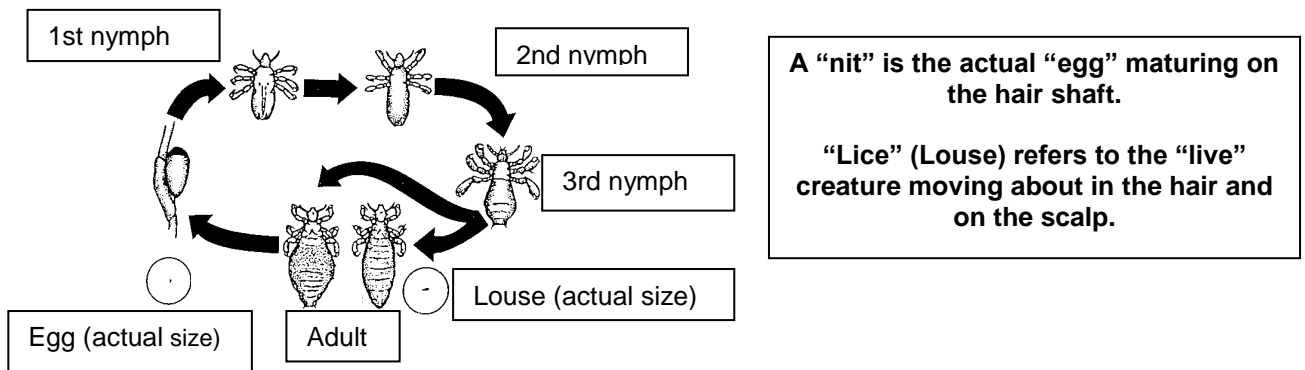 1st nymph
2nd nymph
3rd nymph
Louse (actual size)
Adult
Egg (actual size)
A “nit” is the actual “egg” maturing on
the hair shaft.
“Lice” (Louse) refers to the “live”
creature moving about in the hair and
on the scalp.